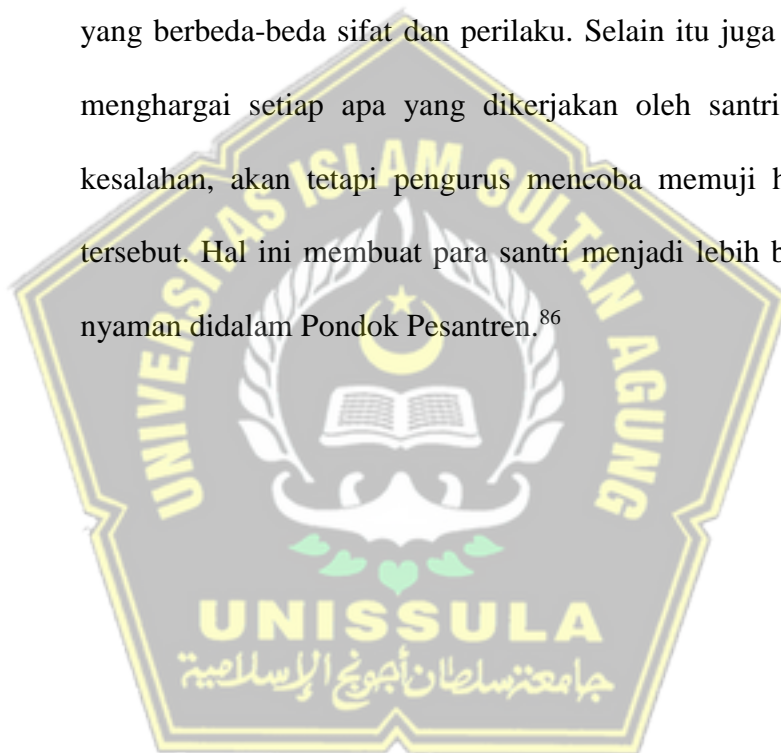 yang berbeda-beda sifat dan perilaku. Selain itu juga
menghargai setiap apa yang dikerjakan oleh santri
kesalahan, akan tetapi pengurus mencoba memuji
tersebut. Hal ini membuat para santri menjadi lebih
nyaman didalam Pondok Pesantren.86
UNIVERSITAS ISLAM SULTAN AGUNG
UNISSULA
جامعتسلطان أجونج الإسلامية